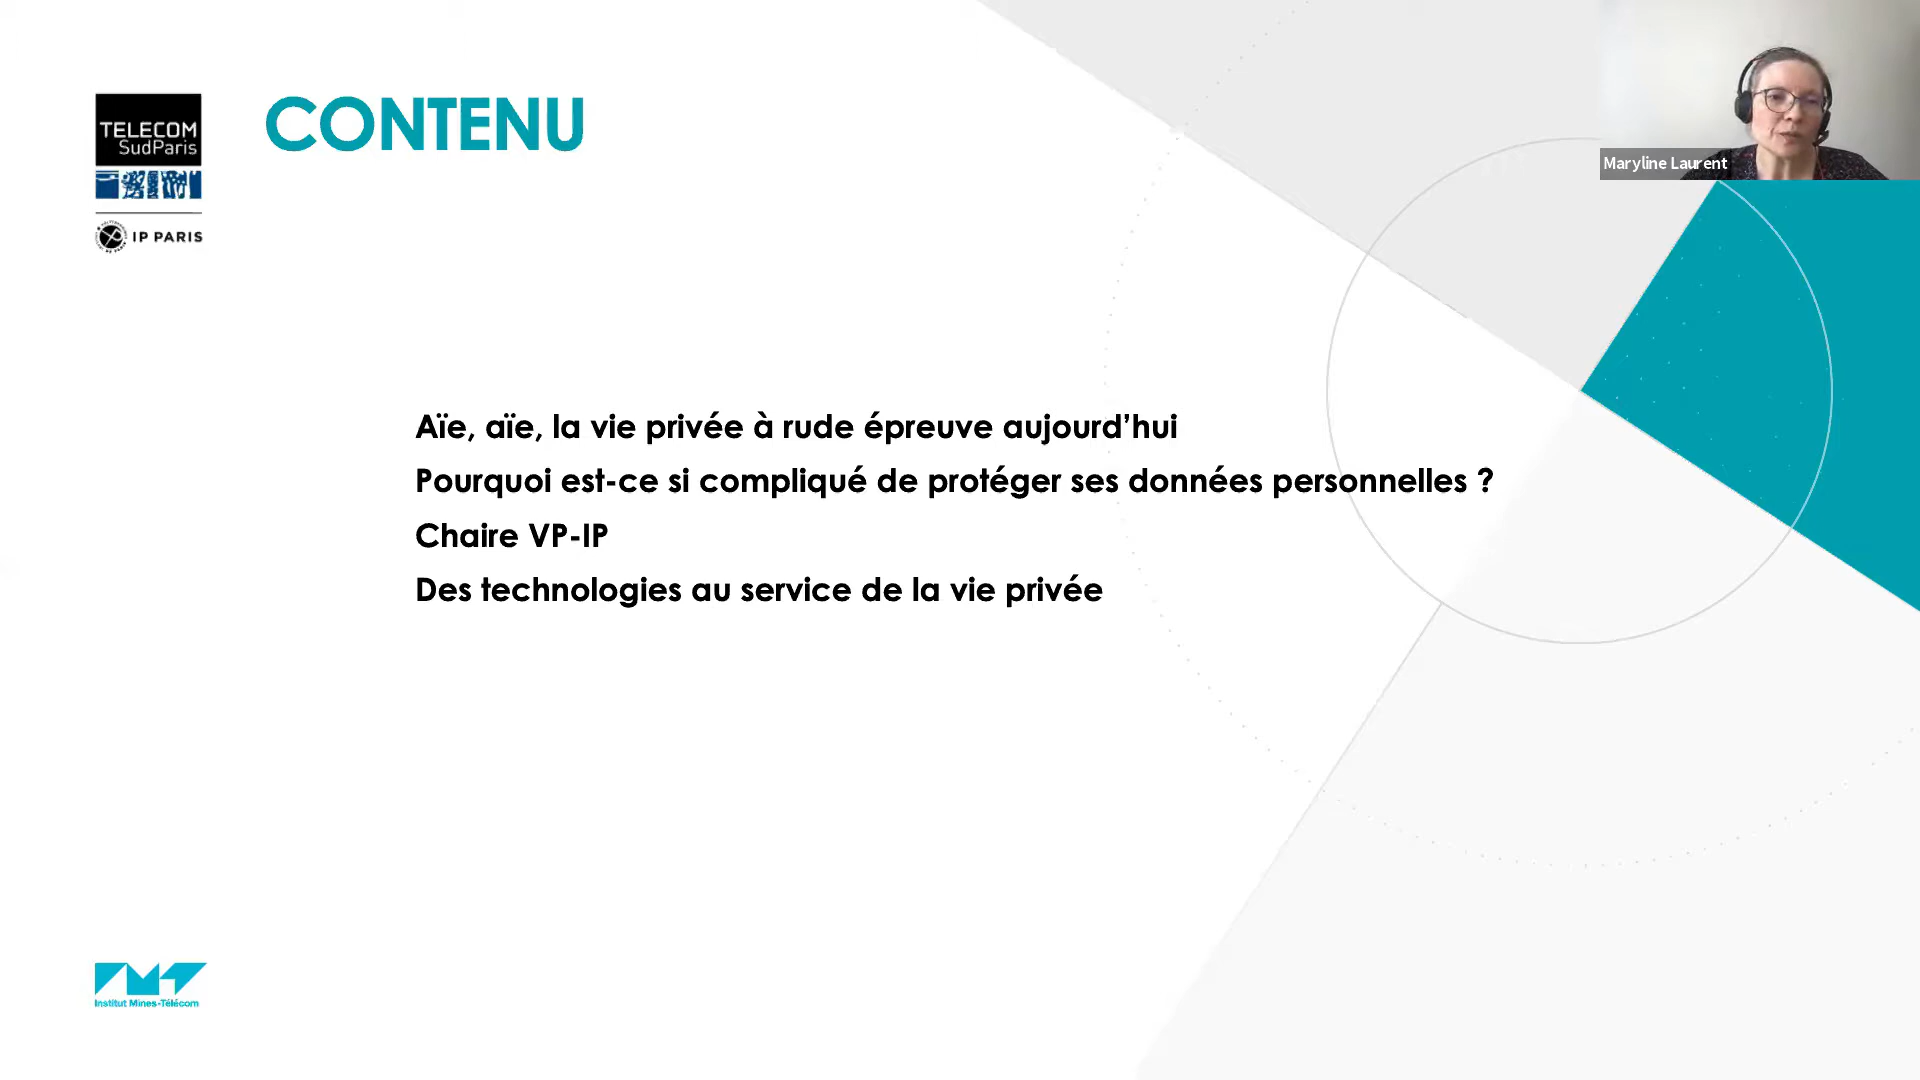 TELECOM
SudParis
IP PARIS
CONTENU
Maryline Laurent
Aïe, aïe, la vie privée à rude épreuve aujourd’hui
Pourquoi est-ce si compliqué de protéger ses données personnelles ?
Chaire VP-IP
Des technologies au service de la vie privée
IMT
Institut Mines-Télécom